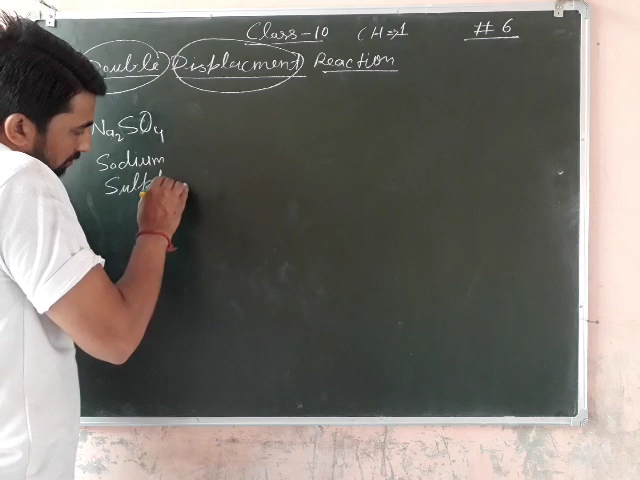 Class-10 CH⇒1 #6
Double Displacment Reaction
Na₂SO₄
Sodium